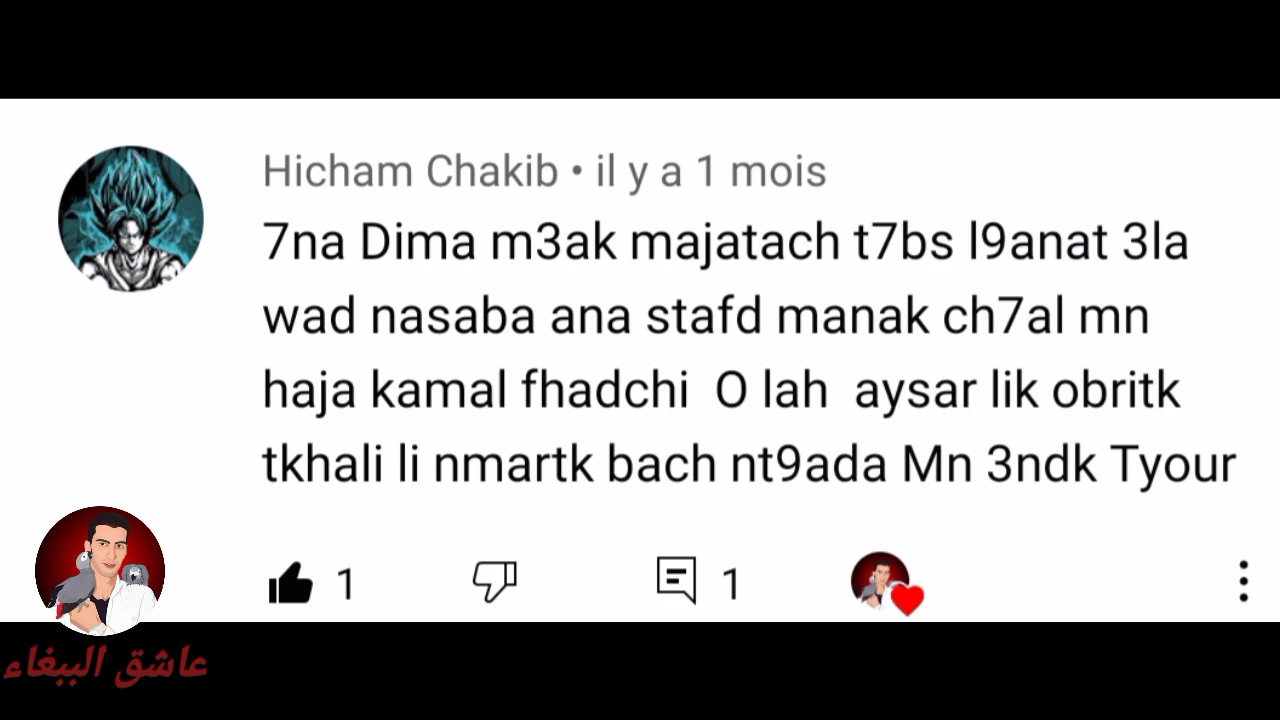 Hicham Chakib • il y a 1 mois
7na Dima m3ak majatach t7bs l9anat 3la
wad nasaba ana stafd manak ch7al mn
haja kamal fhadchi O lah aysar lik obritk
tkhali li nmartk bach nt9ada Mn 3ndk Tyour
1 1
عاشق الببغاء